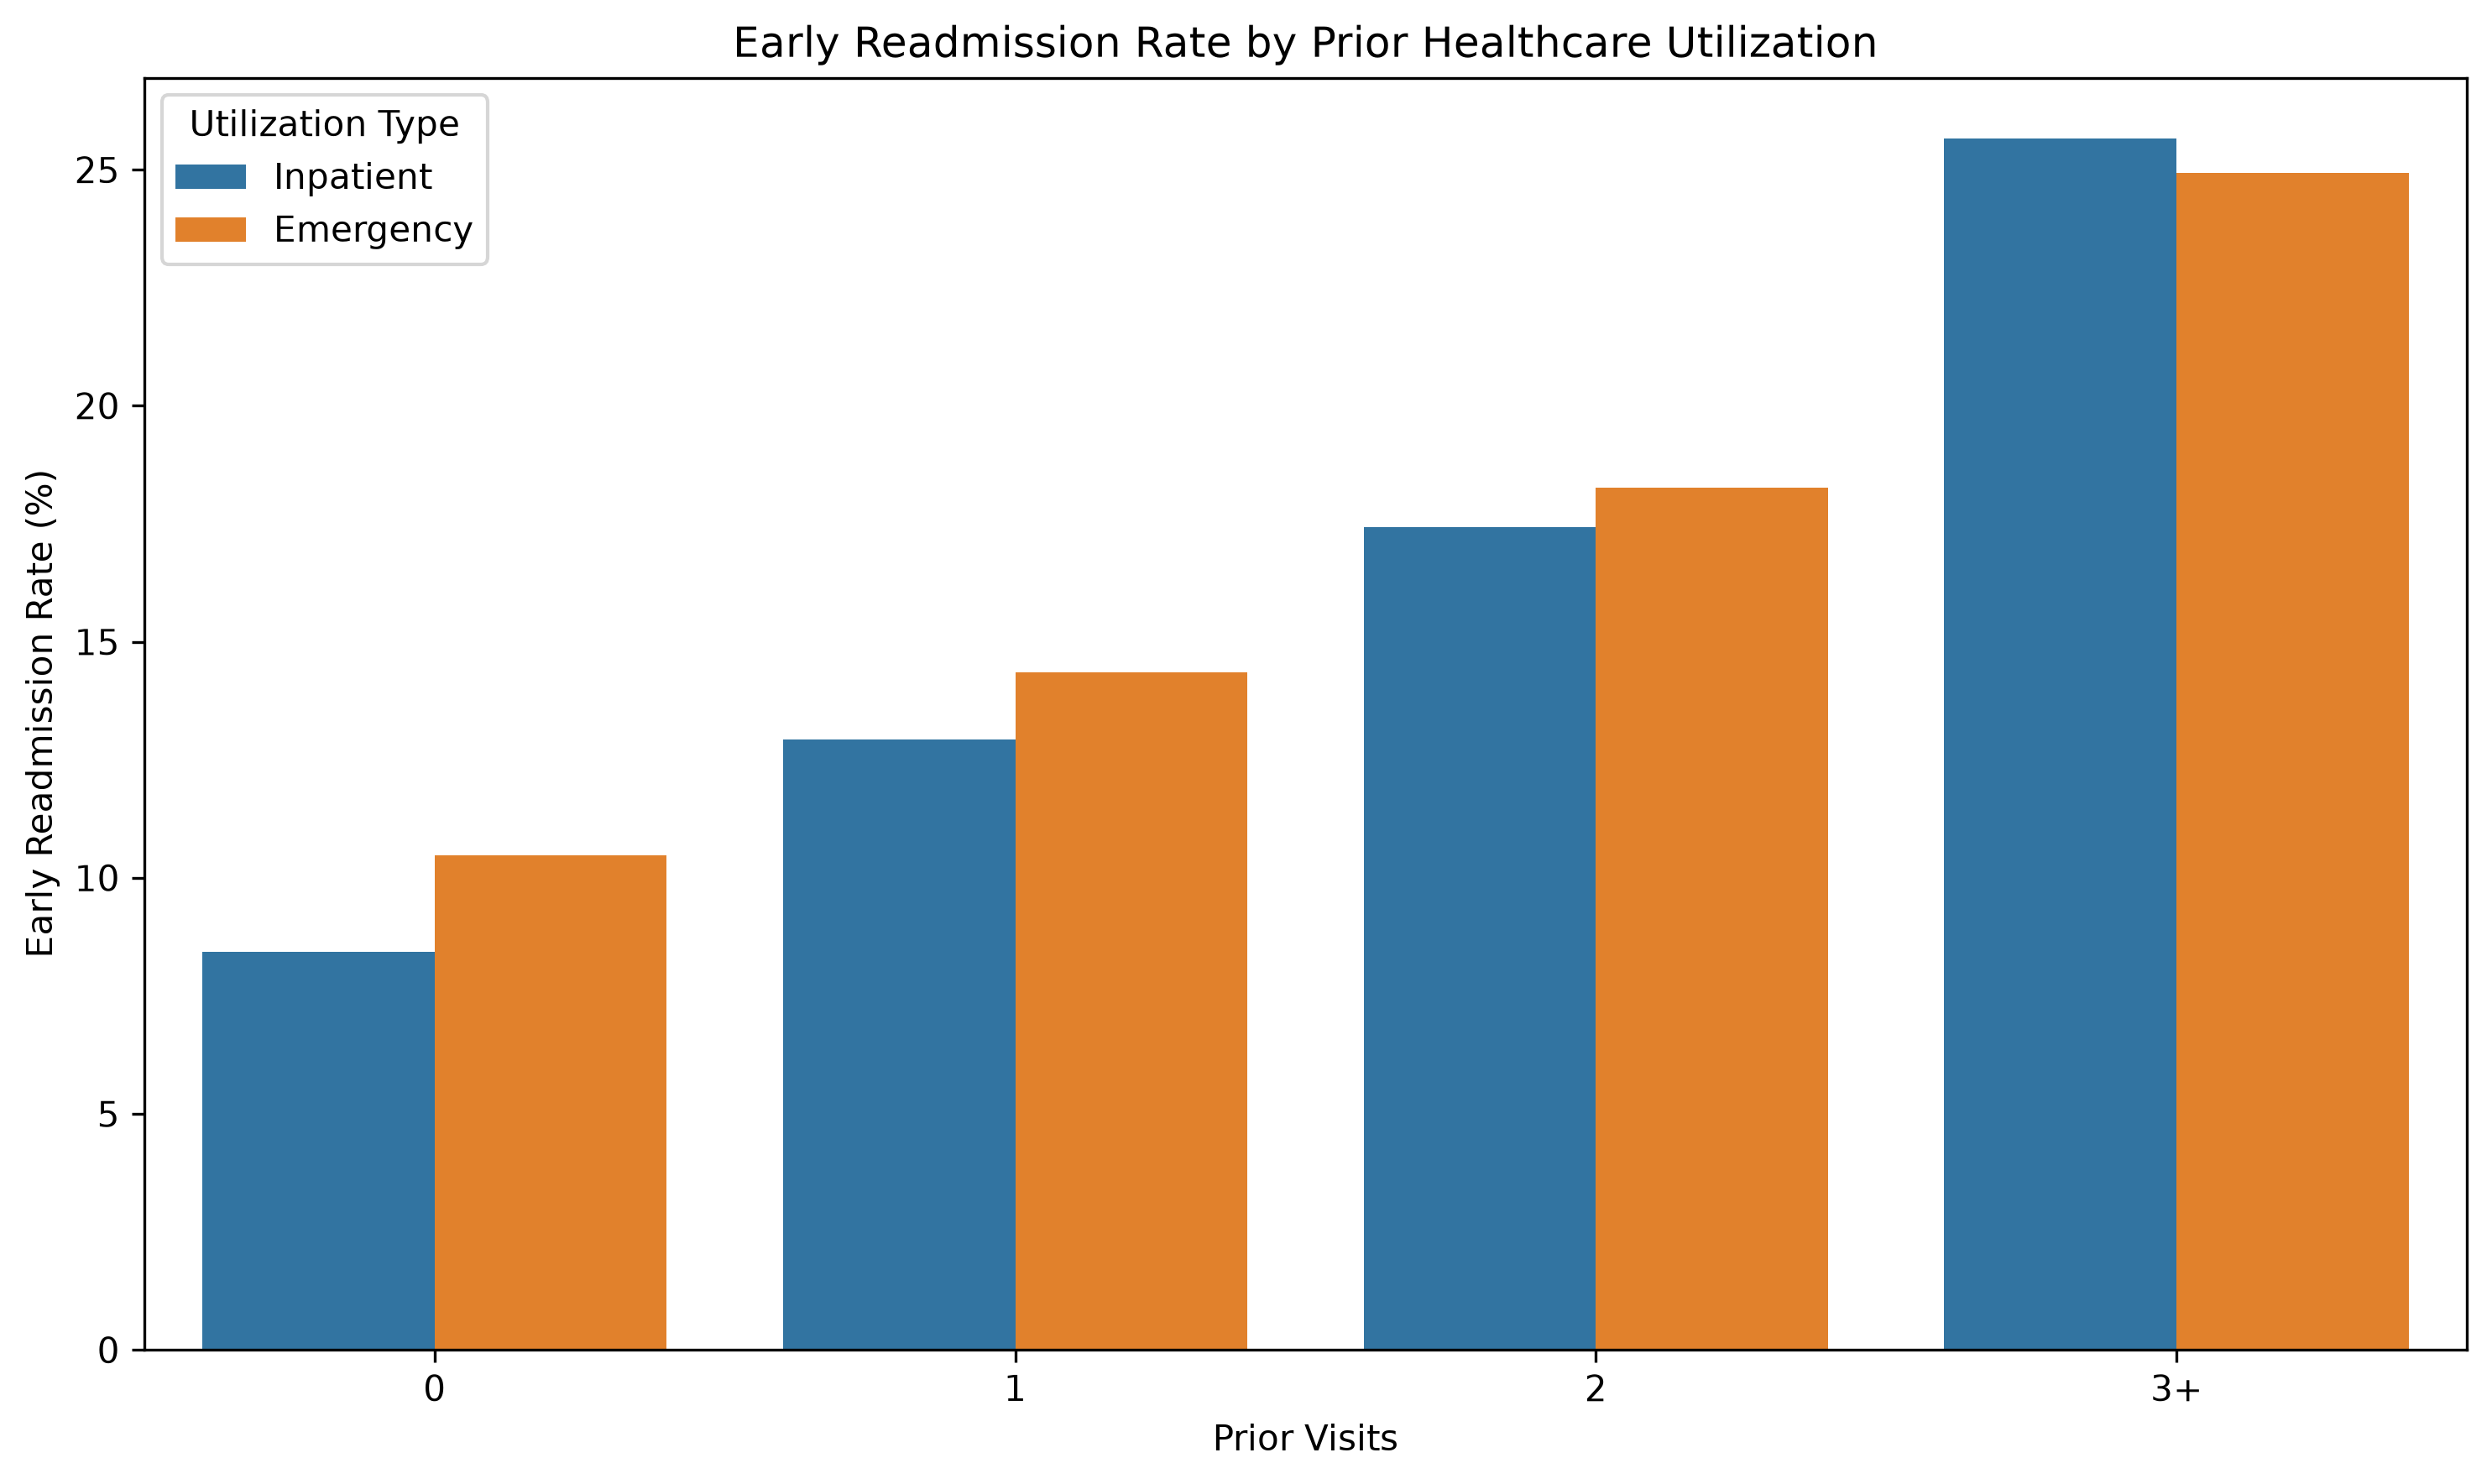 Early Readmission Rate by Prior Healthcare Utilization
Utilization Type
Inpatient
Emergency
Early Readmission Rate (%)
25
20
15
10
5
0
0
1
2
3+
Prior Visits